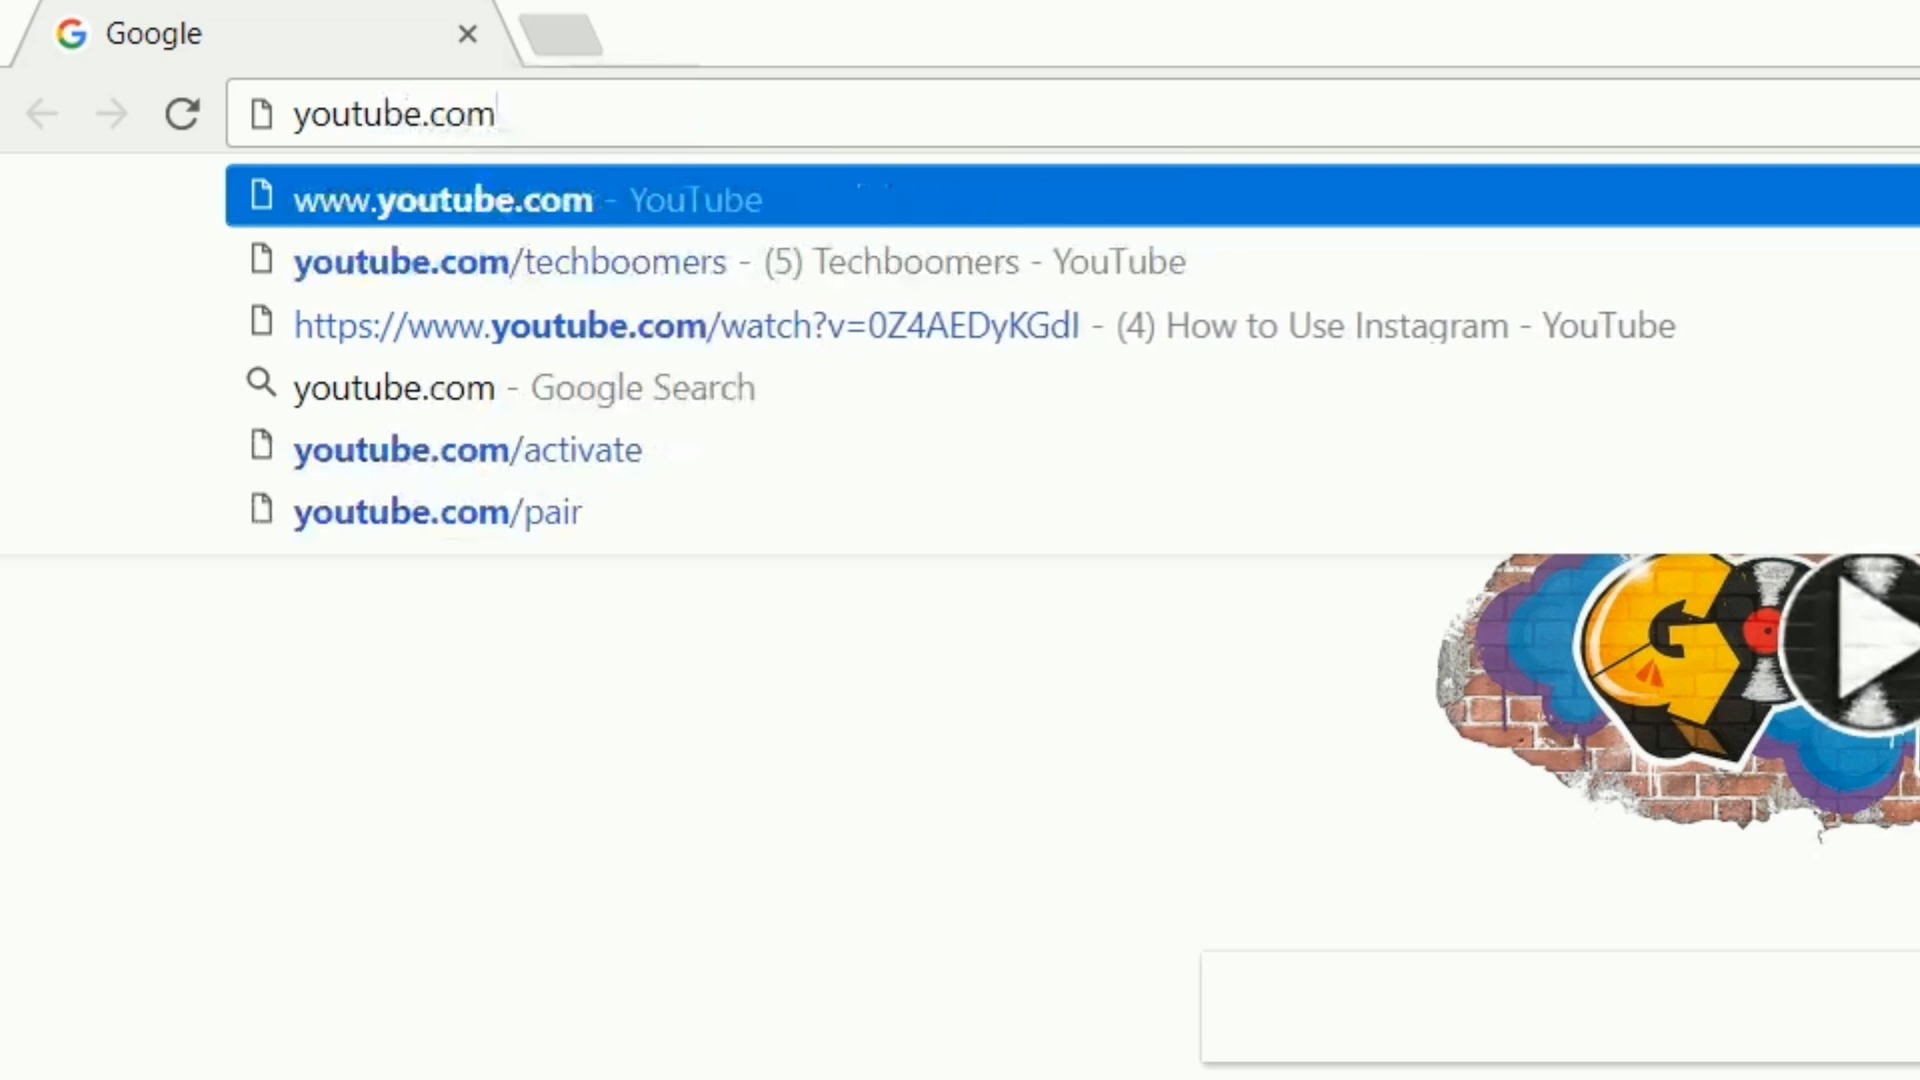 Google
youtube.com
www.youtube.com - YouTube
youtube.com/techboomers - (5) Techboomers - YouTube
https://www.youtube.com/watch?v=0Z4AEDyKGdI - (4) How to Use Instagram - YouTube
youtube.com - Google Search
youtube.com/activate
youtube.com/pair
G